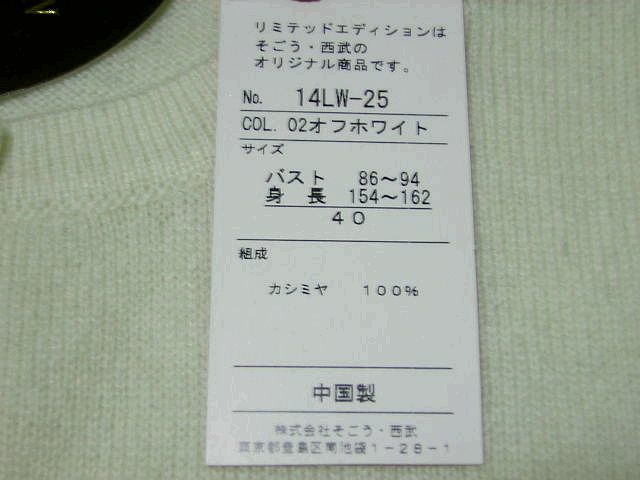 リミテッドエディションは
そごう・西武の
オリジナル商品です。
No. 14LW-25
COL. 02オフホワイト
サイズ
バスト 86〜94
身長 154〜162
40
組成
カシミヤ 100%
中国製
株式会社そごう・西武
東京都豊島区南池袋1-28-1